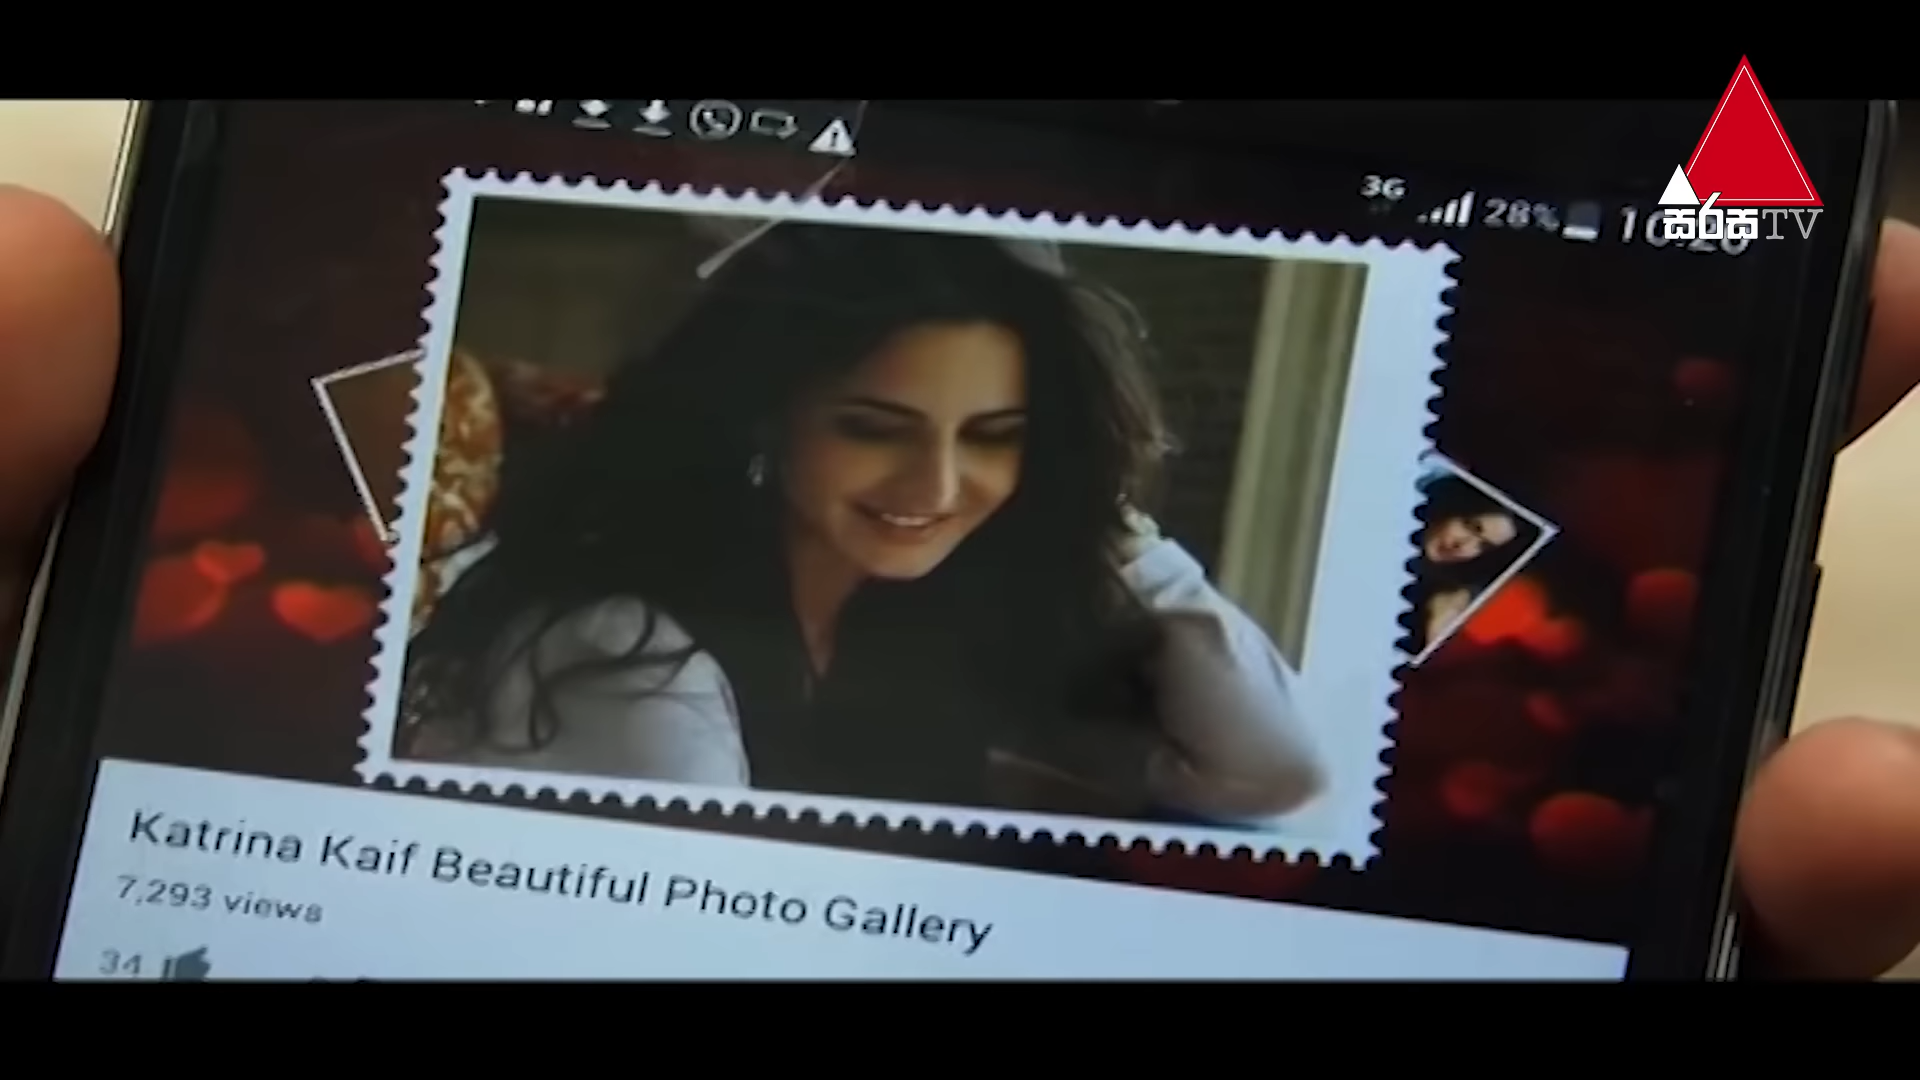 3G 28%
සිරස TV
Katrina Kaif Beautiful Photo Gallery
7,293 views
34